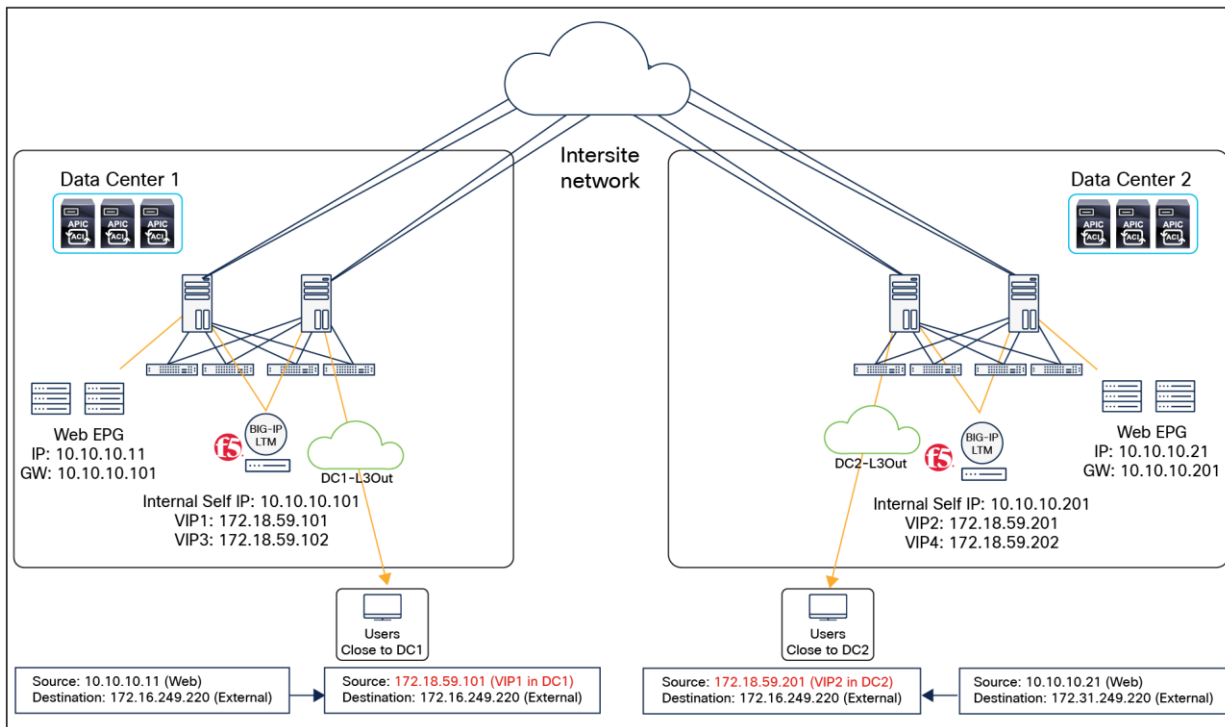 Intersite
network
Data Center 1
APIC
APIC
APIC
ACI
ACI
ACI
Web EPG
IP: 10.10.10.11
GW: 10.10.10.101
f5
BIG-IP
LTM
DC1-L3Out
Internal Self IP: 10.10.10.101
VIP1: 172.18.59.101
VIP3: 172.18.59.102
Users
Close to DC1
Data Center 2
APIC
APIC
APIC
ACI
ACI
ACI
DC2-L3Out
f5
BIG-IP
LTM
Web EPG
IP: 10.10.10.21
GW: 10.10.10.201
Internal Self IP: 10.10.10.201
VIP2: 172.18.59.201
VIP4: 172.18.59.202
Users
Close to DC2
Source: 10.10.10.11 (Web)
Destination: 172.16.249.220 (External)
Source: 172.18.59.101 (VIP1 in DC1)
Destination: 172.16.249.220 (External)
Source: 172.18.59.201 (VIP2 in DC2)
Destination: 172.16.249.220 (External)
Source: 10.10.10.21 (Web)
Destination: 172.31.249.220 (External)